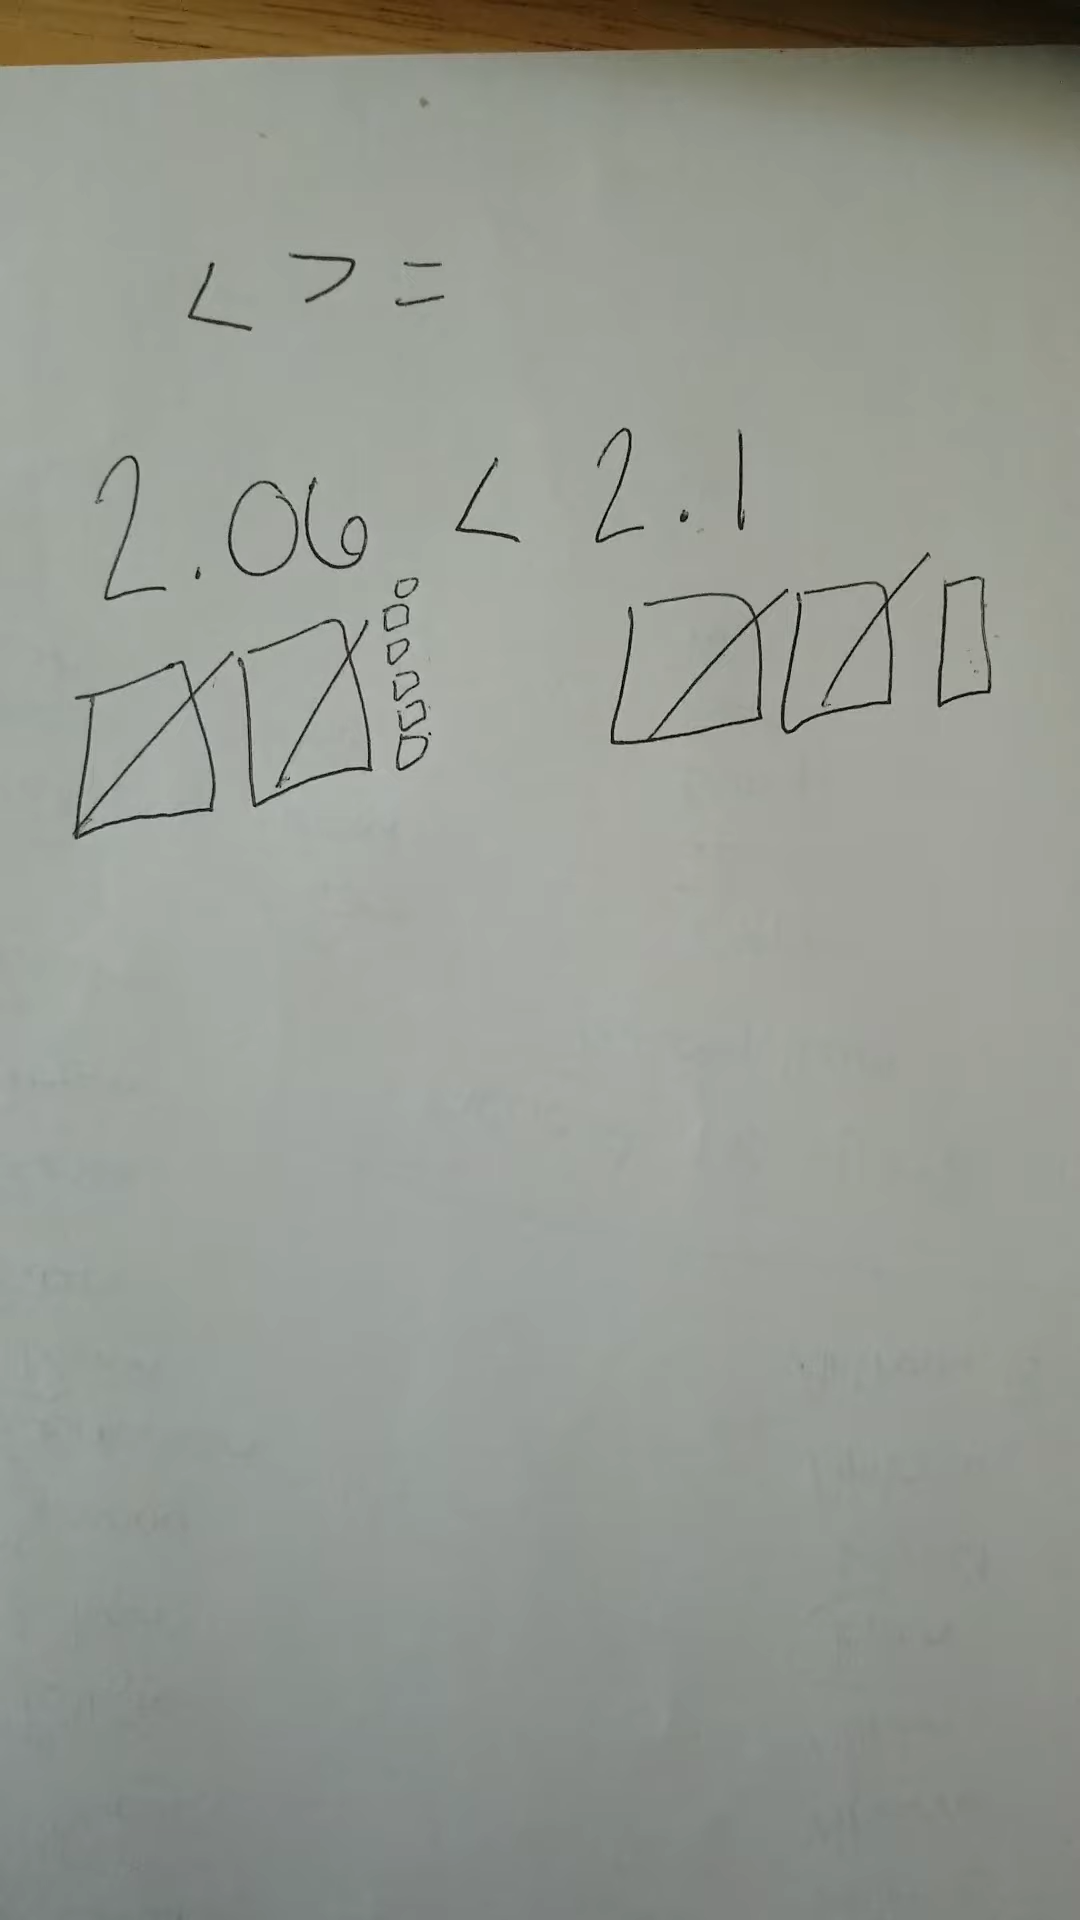 < > =
2.06 < 2.1